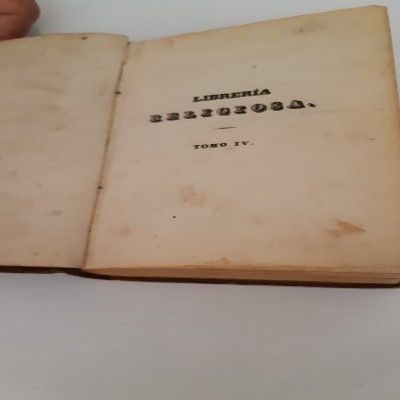 LIBRERÍA
RELIGIOSA.
TOMO IV.